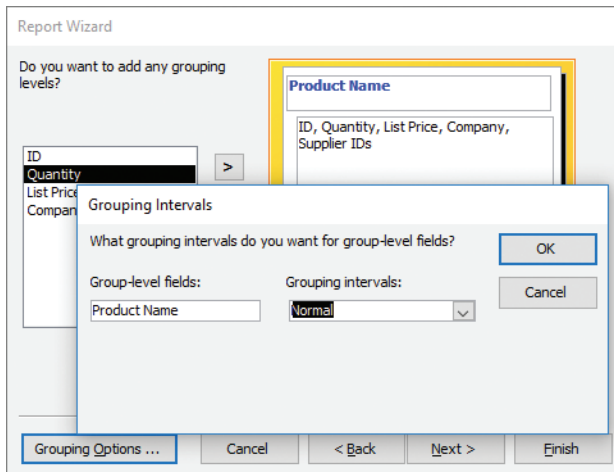 Report Wizard
Do you want to add any grouping
levels?
Product Name
ID, Quantity, List Price, Company,
Supplier IDs
ID
Quantity
List Price
Compan
>
Grouping Intervals
What grouping intervals do you want for group-level fields?
OK
Cancel
Group-level fields:
Grouping intervals:
Product Name
Normal
Grouping Options ...
Cancel
< Back
Next >
Finish